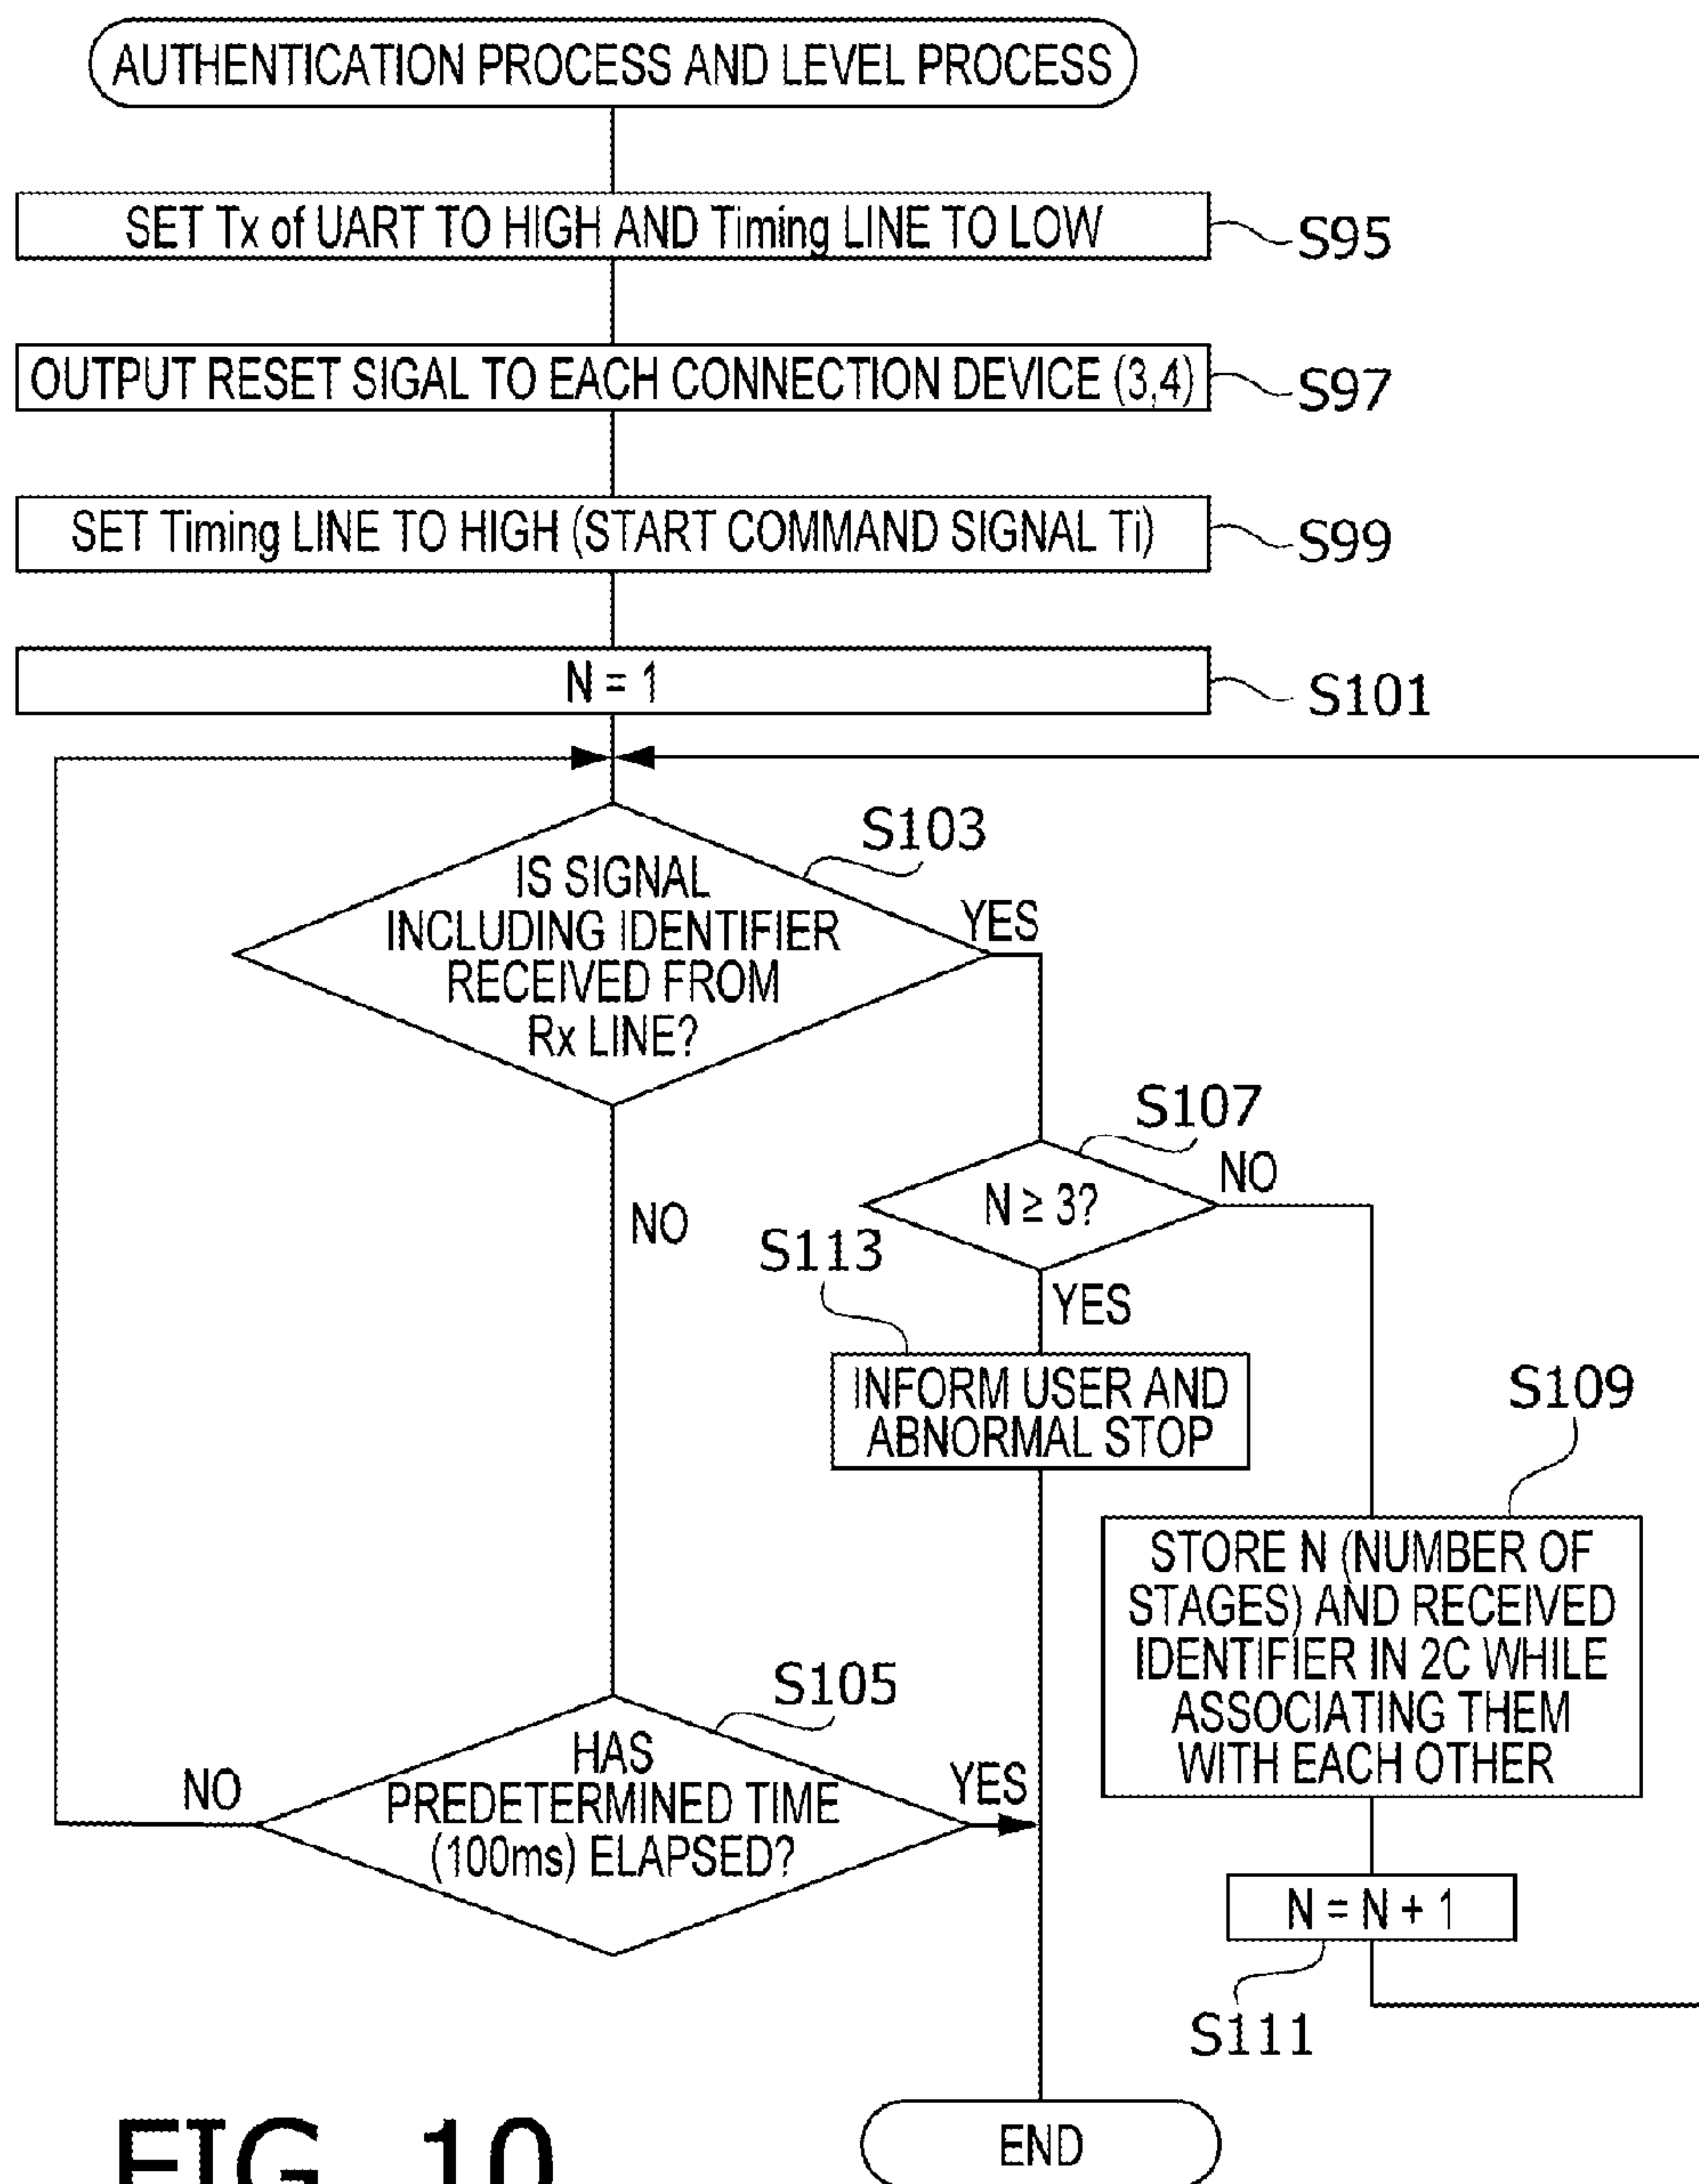 AUTHENTICATION PROCESS AND LEVEL PROCESS
SET Tx of UART TO HIGH AND Timing LINE TO LOW
S95
OUTPUT RESET SIGAL TO EACH CONNECTION DEVICE (3,4)
S97
SET Timing LINE TO HIGH (START COMMAND SIGNAL Ti)
S99
N = 1
S101
S103
IS SIGNAL
INCLUDING IDENTIFIER
RECEIVED FROM
Rx LINE?
YES
NO
S107
N ≥ 3?
NO
YES
S113
INFORM USER AND
ABNORMAL STOP
S109
STORE N (NUMBER OF
STAGES) AND RECEIVED
IDENTIFIER IN 2C WHILE
ASSOCIATING THEM
WITH EACH OTHER
S105
HAS
PREDETERMINED TIME
(100ms) ELAPSED?
NO
YES
N = N + 1
S111
END
FIG. 10